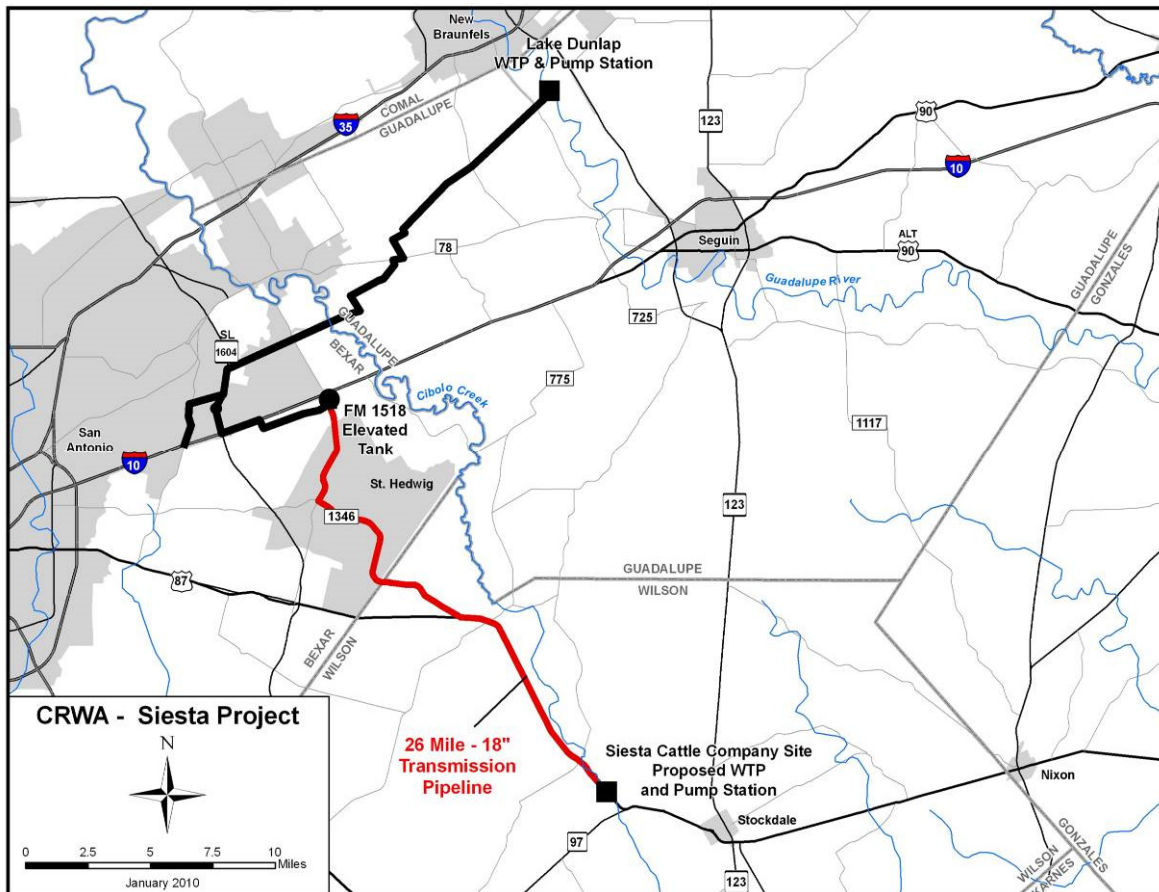 New
Braunfels
Lake Dunlap
WTP & Pump Station
COMAL
GUADALUPE
35
123
90
10
78
Seguin
ALT
90
GUADALUPE
GONZALES
Guadalupe River
725
SL
1604
GUADALUPE
BEXAR
775
Cibolo Creek
FM 1518
Elevated
Tank
San
Antonio
10
1117
St. Hedwig
1346
123
87
GUADALUPE
WILSON
BEXAR
WILSON
CRWA - Siesta Project
N
0 2.5 5 7.5 10
Miles
January 2010
26 Mile - 18"
Transmission
Pipeline
Siesta Cattle Company Site
Proposed WTP
and Pump Station
Nixon
Stockdale
97
123
GONZALES
WILSON
KARNES